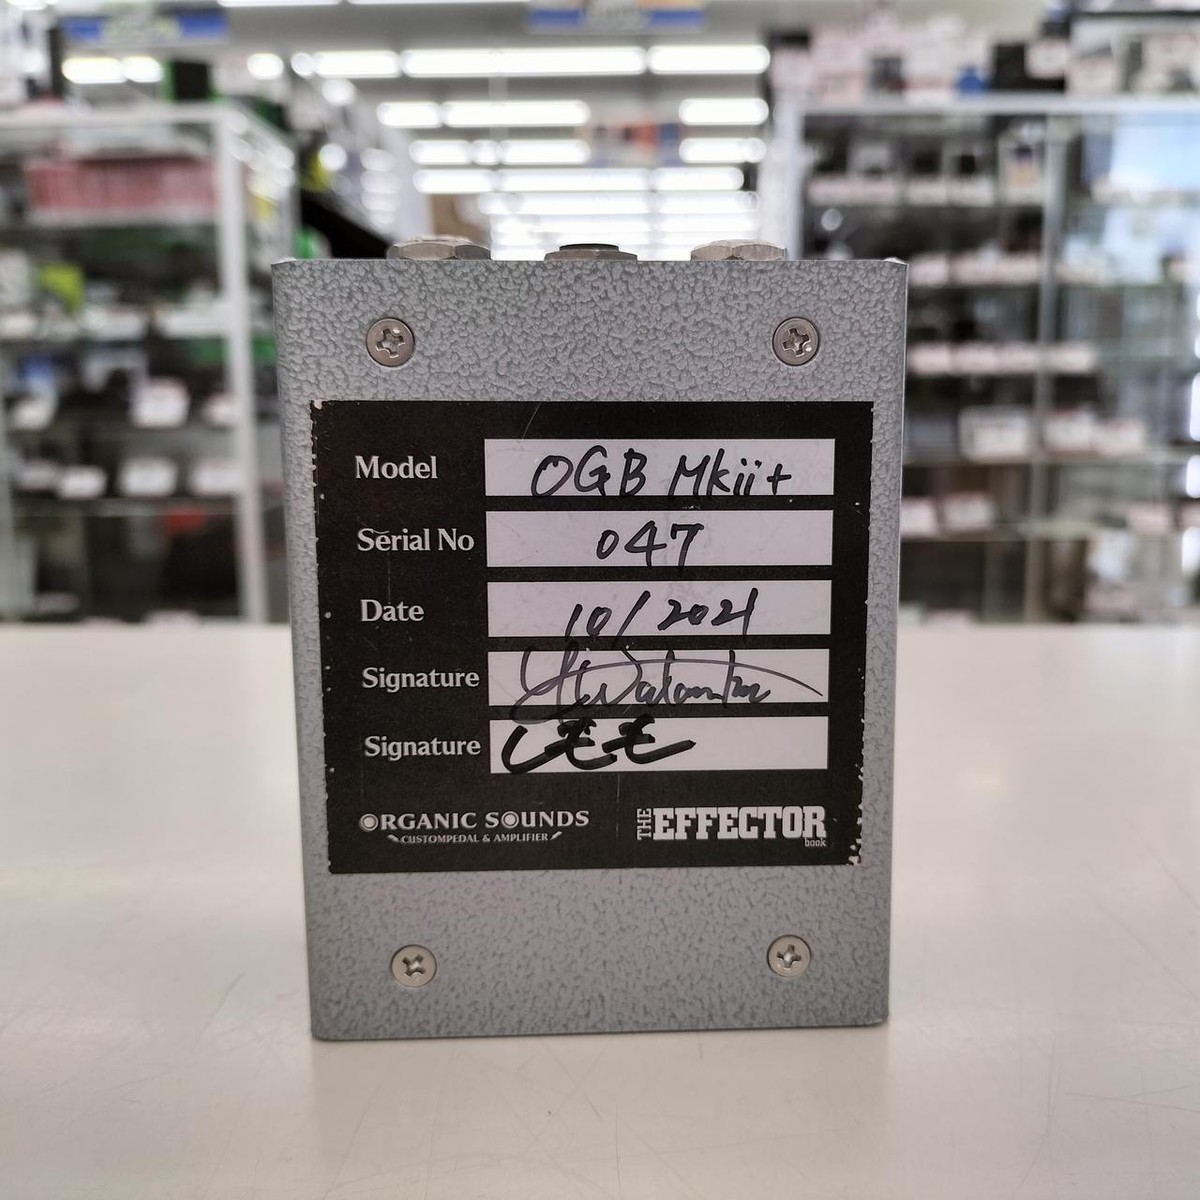 Model OGB Mkii+
Serial No 047
Date 10/2021
Signature
Signature
ORGANIC SOUNDS
CUSTOMPEDAL & AMPLIFIER
THE EFFECTOR book